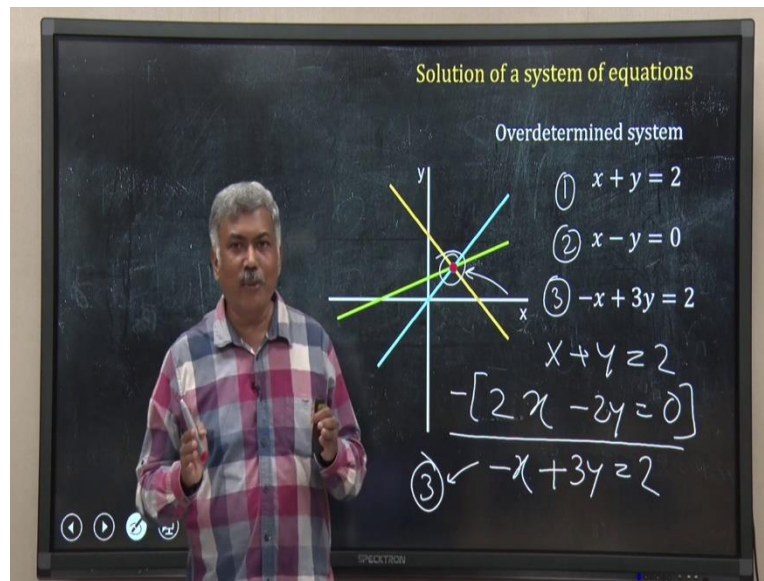 Solution of a system of equations
Overdetermined system
y
① x + y = 2
② x − y = 0
③ −x + 3y = 2
x
x + y = 2
-[2x - 2y = 0]
③ ↙ -x + 3y = 2
SPECKTRON